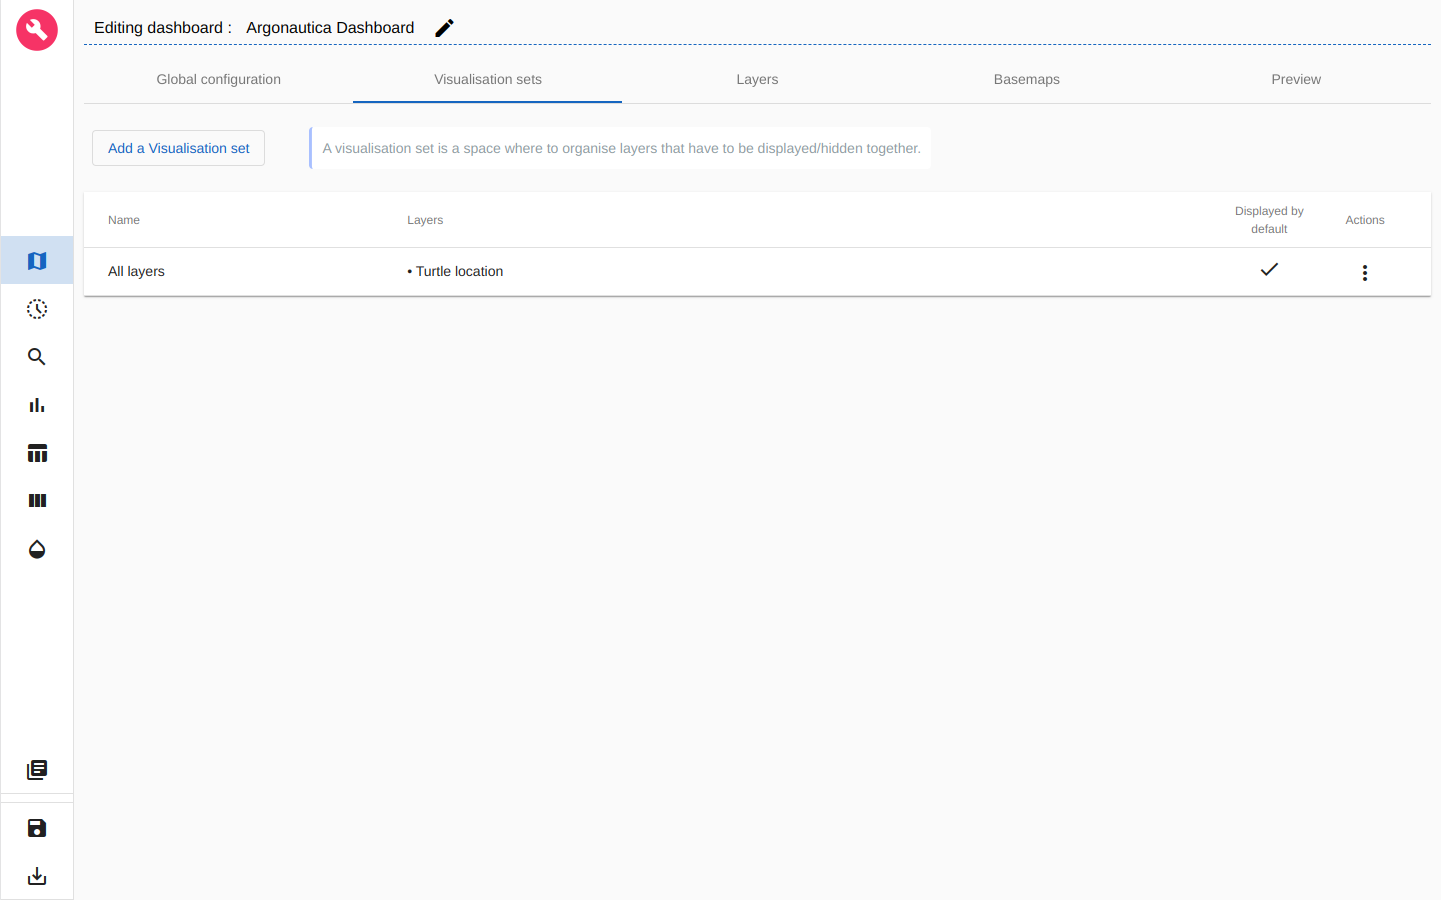 Editing dashboard : Argonautica Dashboard
Global configuration Visualisation sets Layers Basemaps Preview
Add a Visualisation set A visualisation set is a space where to organise layers that have to be displayed/hidden together.
Name Layers Displayed by default Actions
All layers • Turtle location